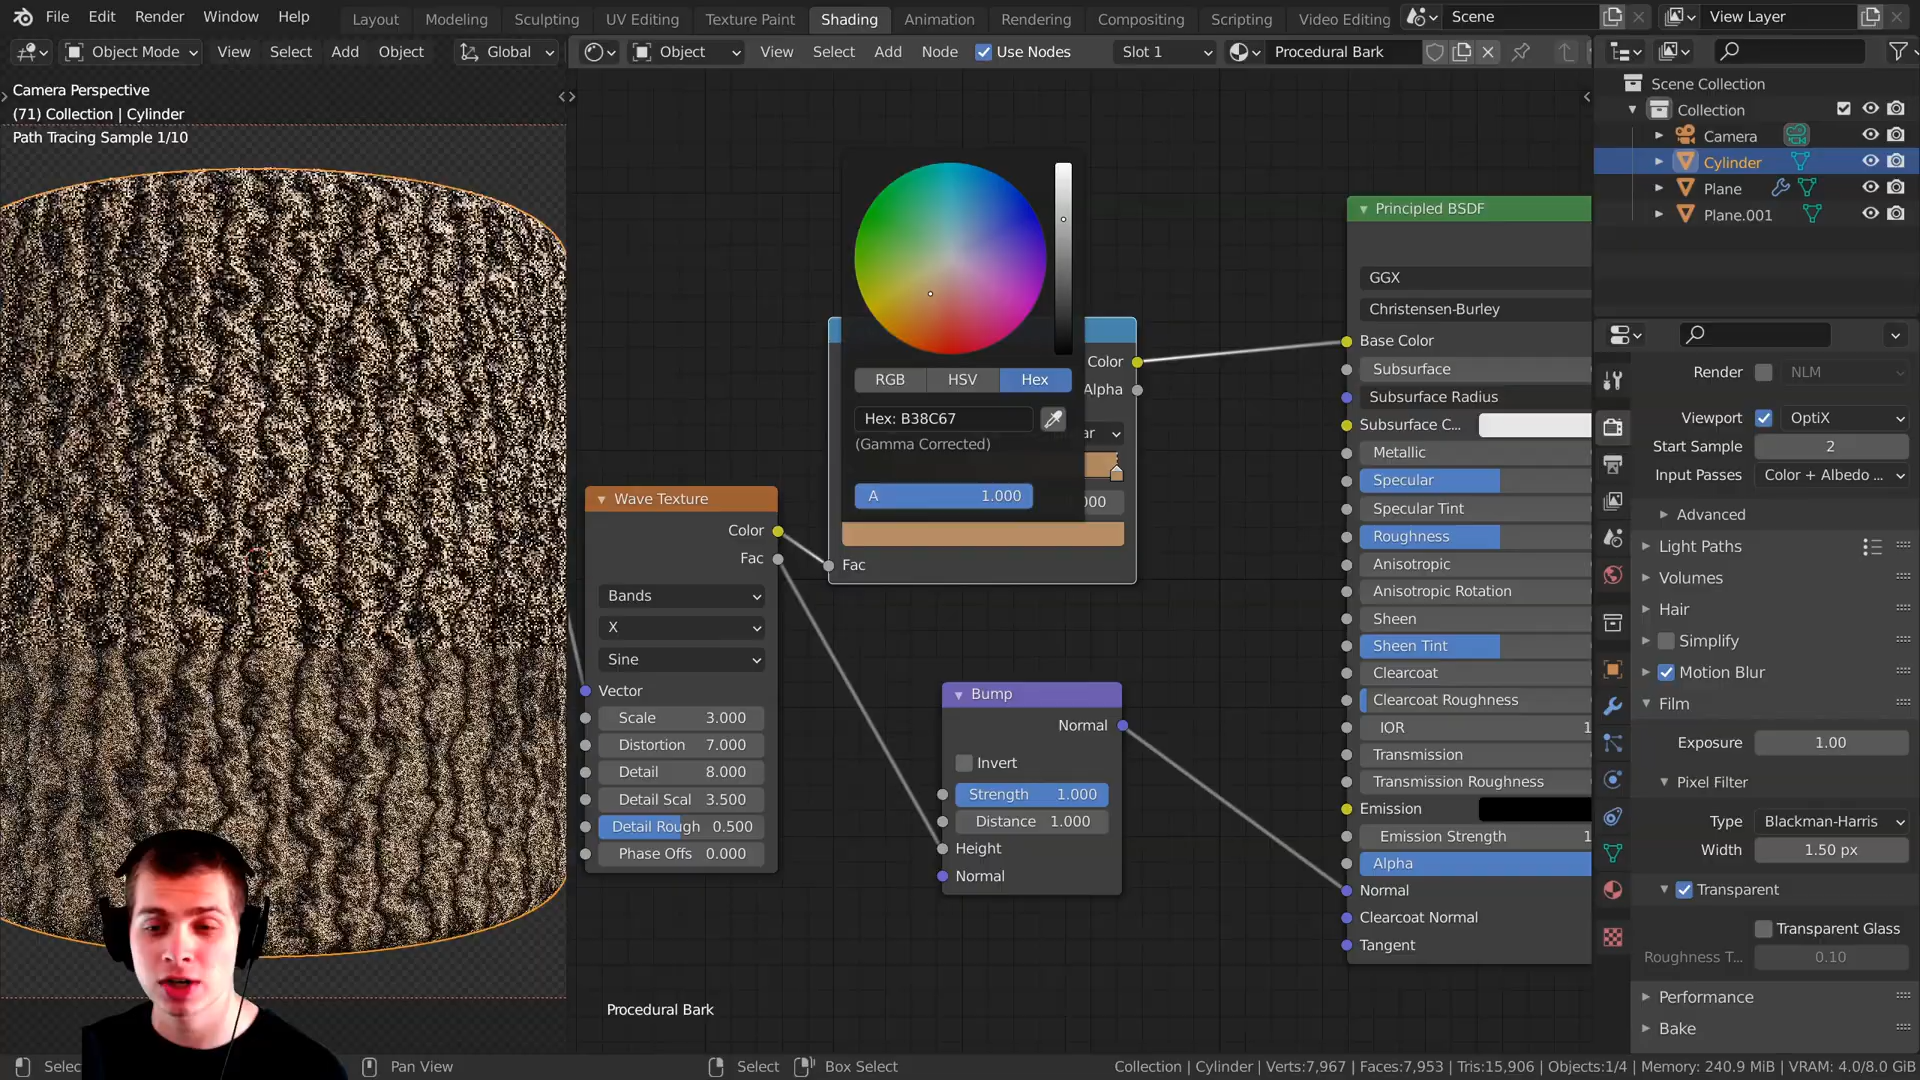 File Edit Render Window Help Layout Modeling Sculpting UV Editing Texture Paint Shading Animation Rendering Compositing Scripting Video Editing Scene View Layer
Object Mode View Select Add Object Global Object View Select Add Node Use Nodes Slot 1 Procedural Bark
Camera Perspective
(71) Collection | Cylinder
Path Tracing Sample 1/10
Scene Collection
Collection
Camera
Cylinder
Plane
Plane.001
RGB HSV Hex
Hex: B38C67
(Gamma Corrected)
A 1.000
Color
Alpha
ar
000
Fac
Wave Texture
Color
Fac
Bands
X
Sine
Vector
Scale 3.000
Distortion 7.000
Detail 8.000
Detail Scal 3.500
Detail Rough 0.500
Phase Offs 0.000
Bump
Normal
Invert
Strength 1.000
Distance 1.000
Height
Normal
Principled BSDF
GGX
Christensen-Burley
Base Color
Subsurface
Subsurface Radius
Subsurface C...
Metallic
Specular
Specular Tint
Roughness
Anisotropic
Anisotropic Rotation
Sheen
Sheen Tint
Clearcoat
Clearcoat Roughness
IOR 1
Transmission
Transmission Roughness
Emission
Emission Strength 1
Alpha
Normal
Clearcoat Normal
Tangent
Render NLM
Viewport OptiX
Start Sample 2
Input Passes Color + Albedo ...
Advanced
Light Paths
Volumes
Hair
Simplify
Motion Blur
Film
Exposure 1.00
Pixel Filter
Type Blackman-Harris
Width 1.50 px
Transparent
Transparent Glass
Roughness T... 0.10
Performance
Bake
Procedural Bark
Selec Pan View Select Box Select Collection | Cylinder | Verts:7,967 | Faces:7,953 | Tris:15,906 | Objects:1/4 | Memory: 240.9 MiB | VRAM: 4.0/8.0 GiB